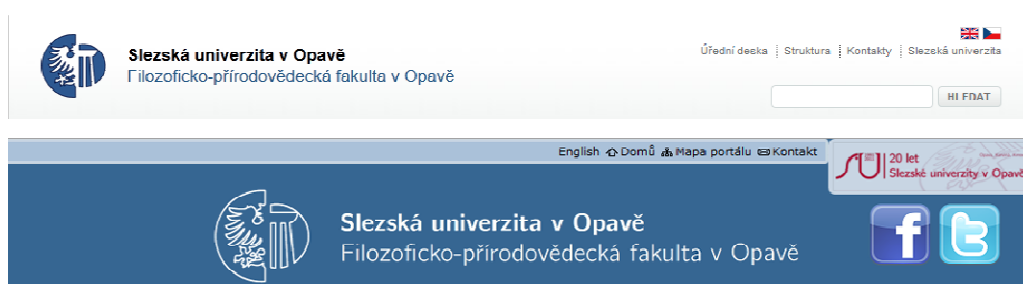 Slezská univerzita v Opavě
Filozoficko-přírodovědecká fakulta v Opavě
Úřední deska Struktura Kontakty Slezská univerzita
HLEDAT
English Domů Mapa portálu Kontakt
20 let
Slezské univerzity v Opavě
Slezská univerzita v Opavě
Filozoficko-přírodovědecká fakulta v Opavě